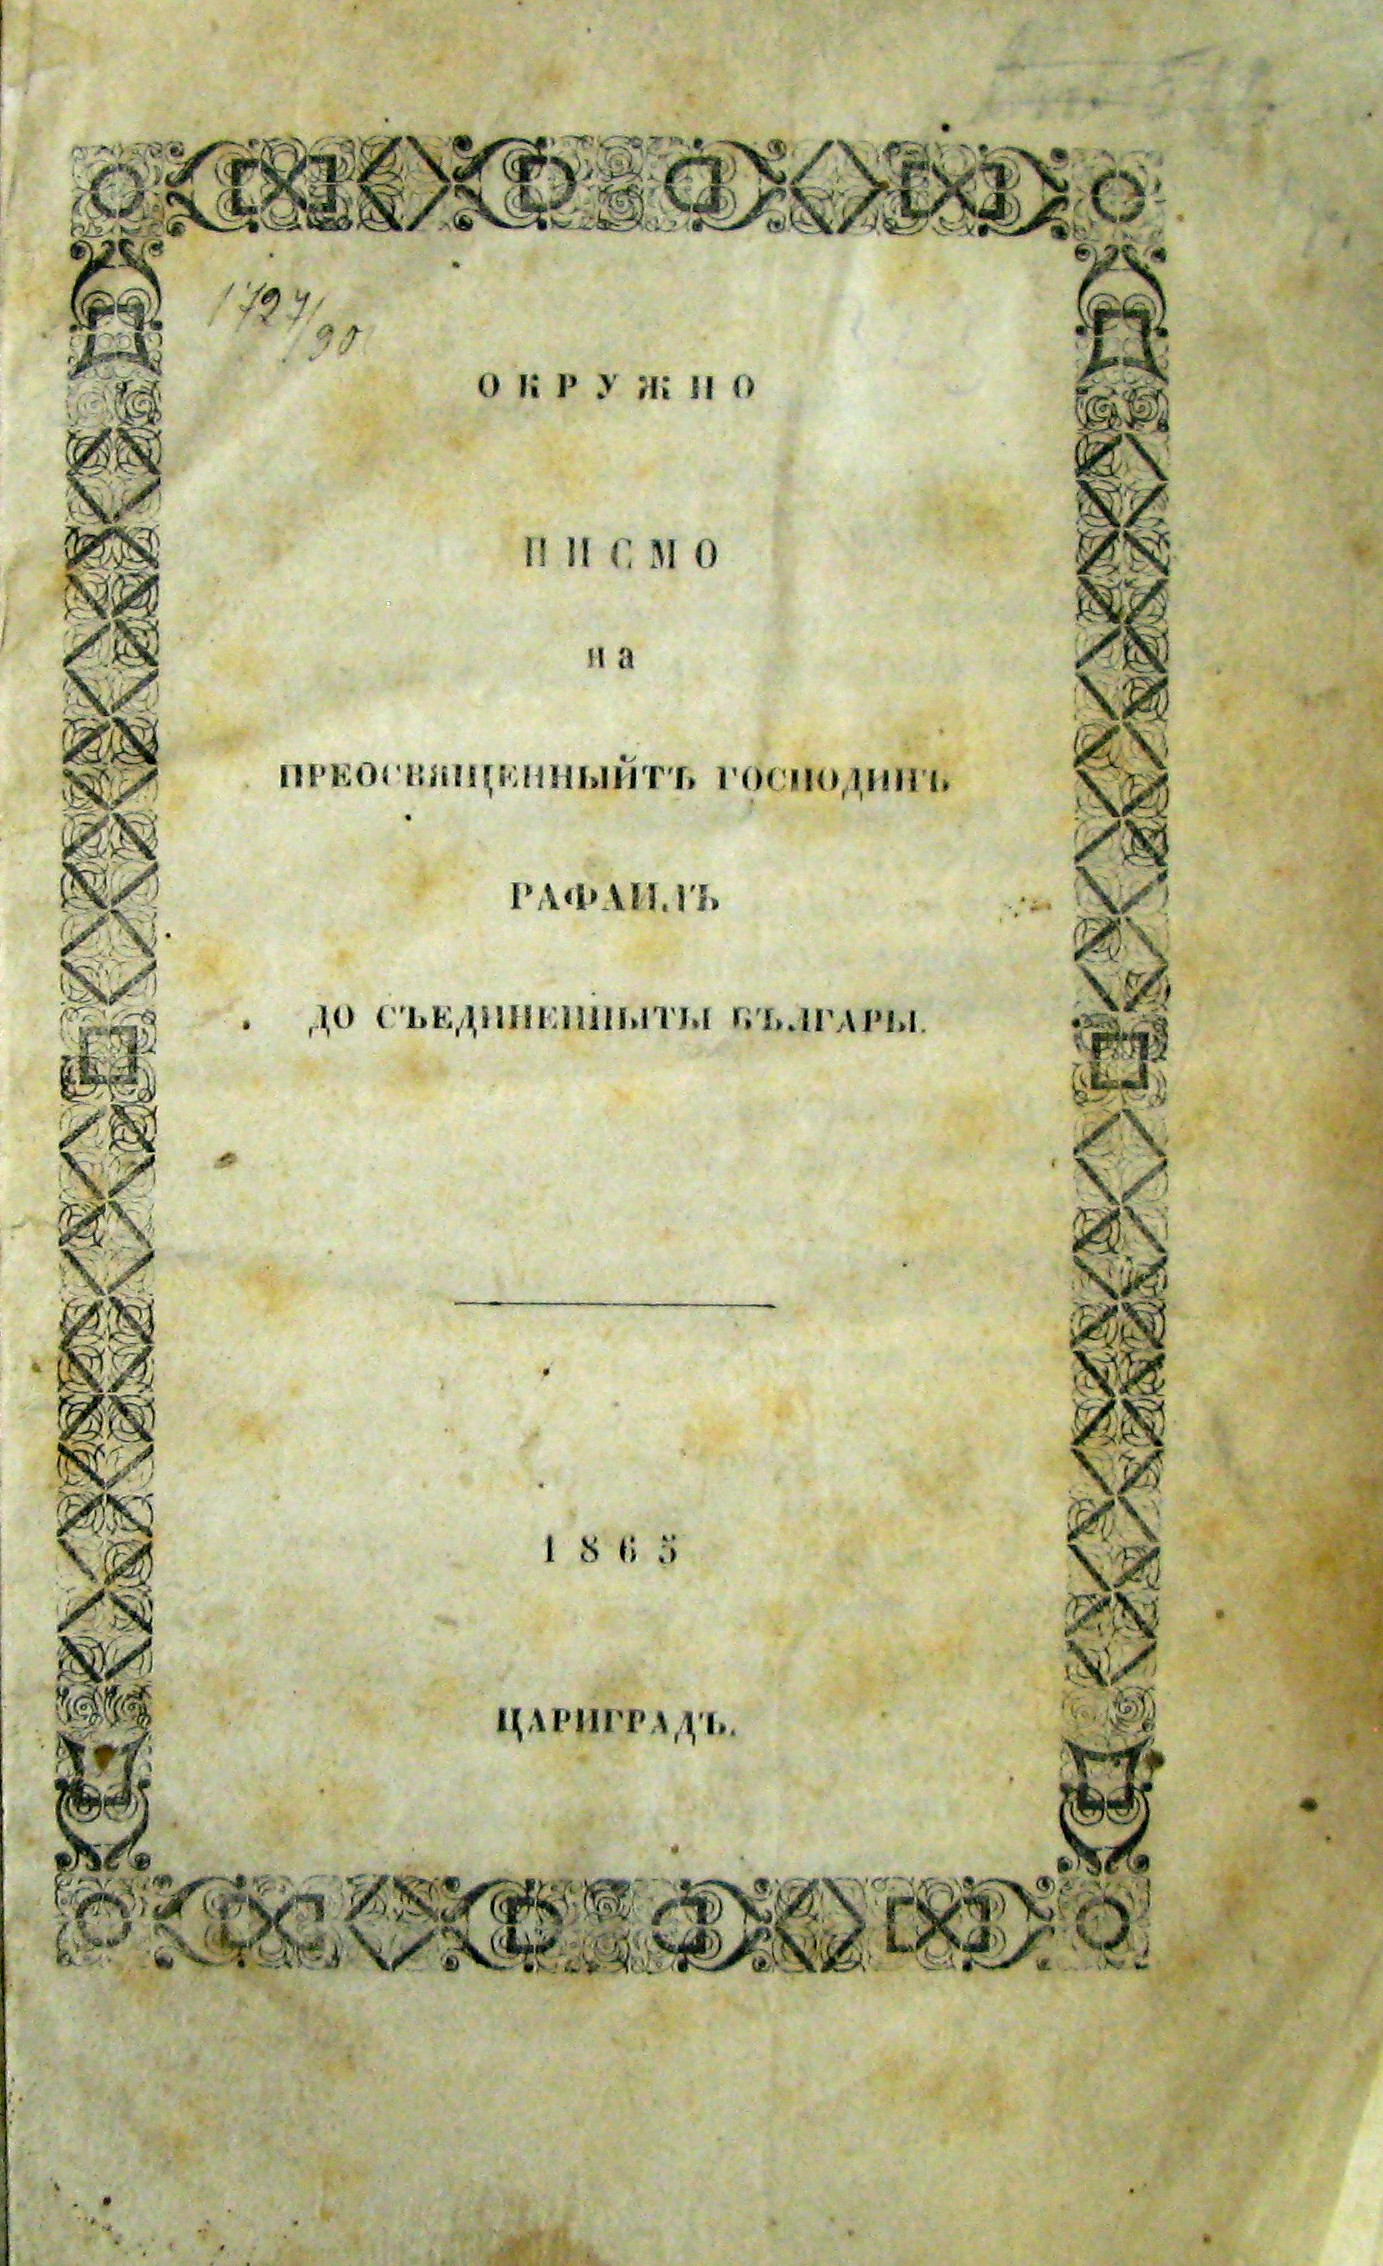 1727/90
ОКРУЖНО
ПИСМО
на
ПРЕОСВЯЩЕННЫЙТЪ ГОСПОДИНЪ
РАФАИЛЪ
ДО СЪЕДИНЕННЫТЫ БЪЛГАРЫ.
1865
ЦАРИГРАДЪ.